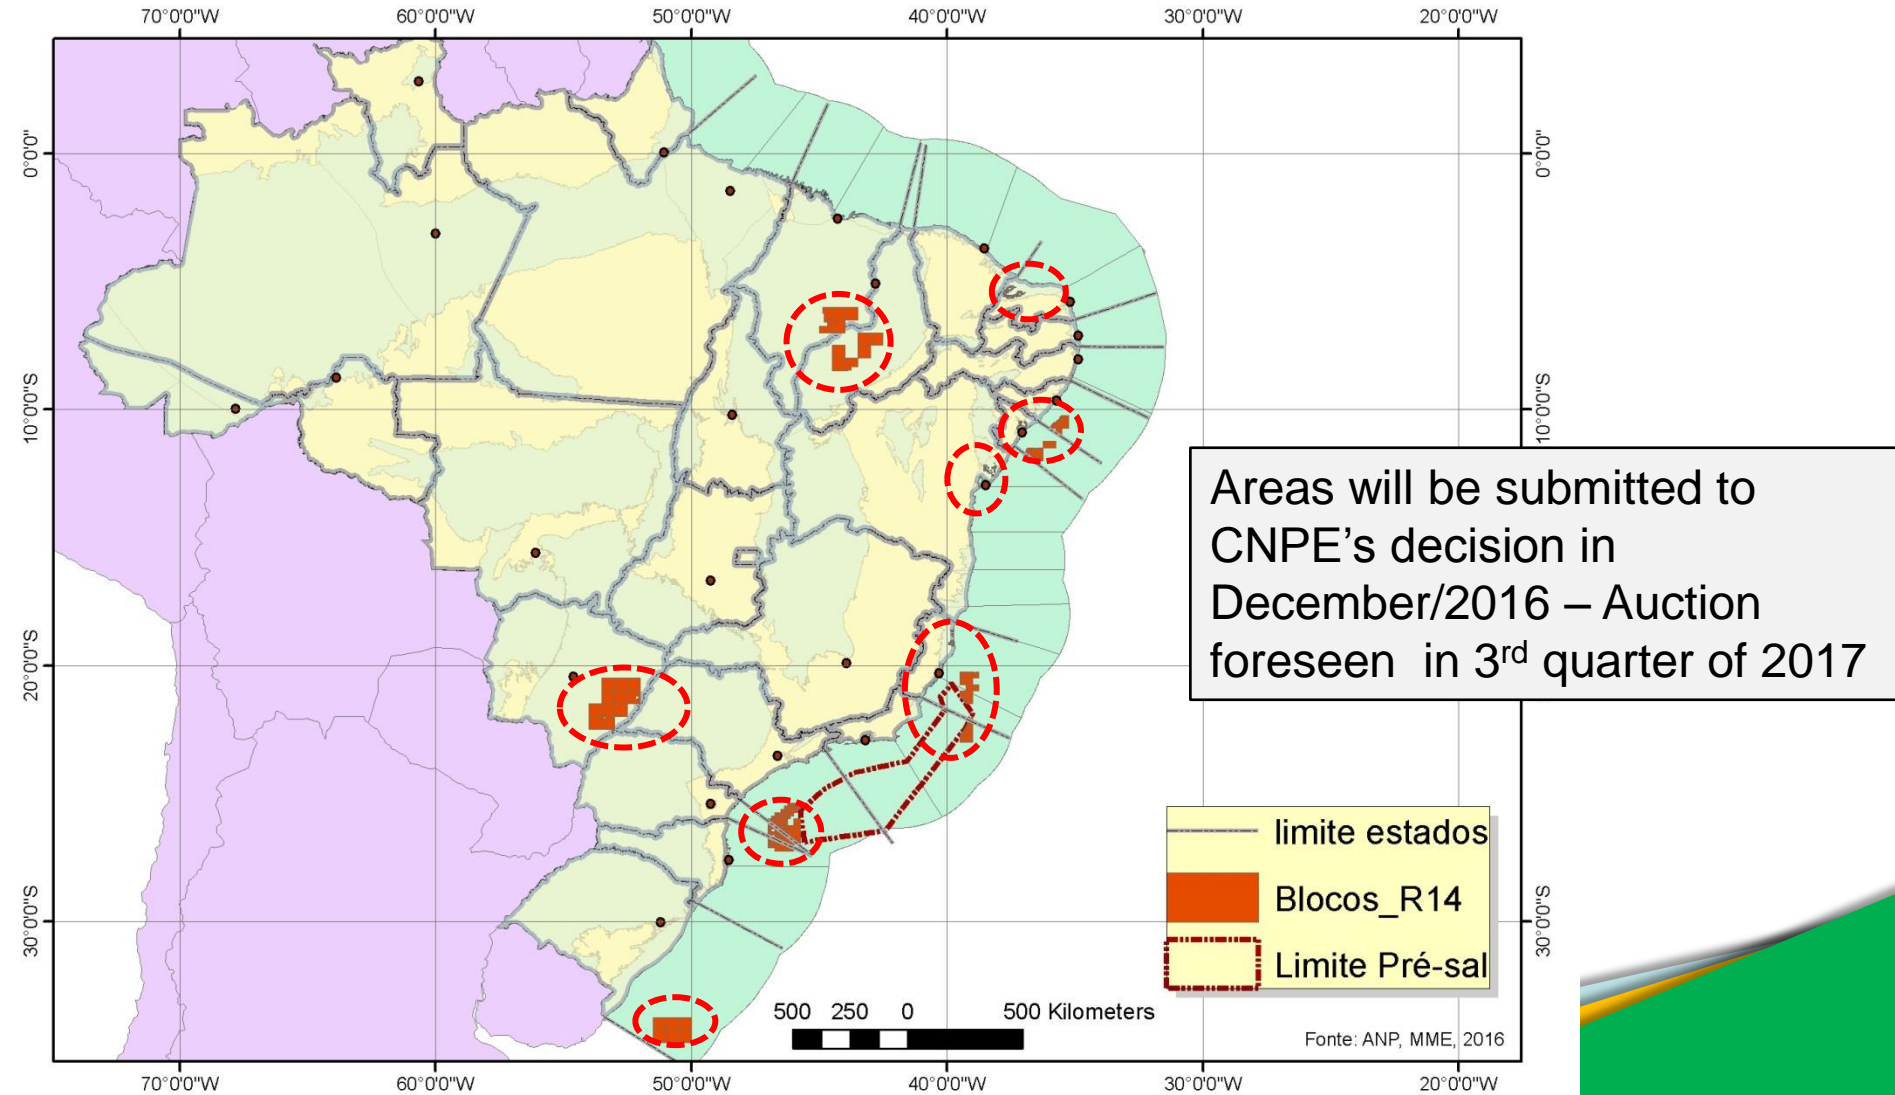 70°0'0"W 60°0'0"W 50°0'0"W 40°0'0"W 30°0'0"W 20°0'0"W
0°0'0" 0°0'0"
10°0'0"S 10°0'0"S
Areas will be submitted to
CNPE’s decision in
December/2016 – Auction
foreseen in 3rd quarter of 2017
20°0'0"S
limite estados
Blocos_R14
Limite Pré-sal
30°0'0"S 30°0'0"S
500 250 0 500 Kilometers
Fonte: ANP, MME, 2016
70°0'0"W 60°0'0"W 50°0'0"W 40°0'0"W 30°0'0"W 20°0'0"W